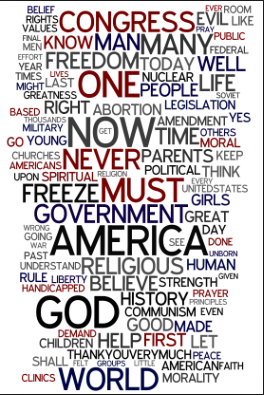 BELIEF EVER ROOM
RIGHTS CONGRESS EVIL LIKE
VALUES PRAY
FINAL KNOW MAN MANY PUBLIC
MEN FEDERAL
EFFORT FREEDOM TODAY WELL
YEAR
TIMES LIVES ONE NUCLEAR LIFE
MIGHT LAST PEOPLE
GREATNESS SOVIET
BASED RIGHT ABORTION LEGISLATION
THOUSANDS NOW AMENDMENT YES
MILITARY GET TIME OTHERS
GO YOUNG MORAL
CHURCHES NEVER PARENTS KEEP
AMERICANS POLITICAL THINK
UPON SPIRITUAL RELIGION EVERY
FREEZE MUST UNITEDSTATES
GIRLS
GOVERNMENT GREAT
WRONG AMERICA DAY
GOING SEE DONE
WAR
PAST RELIGIOUS UNBORN
UNDERSTAND HUMAN
RULE LIBERTY BELIEVE STRENGTH GIVEN
HANDICAPPED
GOD HISTORY PRAYER
PRINCIPLES
COMMUNISM EVEN
GOOD MADE
DEMAND HELP FIRST LET
CHILDREN
THANKYOUVERYMUCH PEACE
SHALL FELT GROUPS LITTLE AMERICAN FAITH
CLINICS WORLD MORALITY